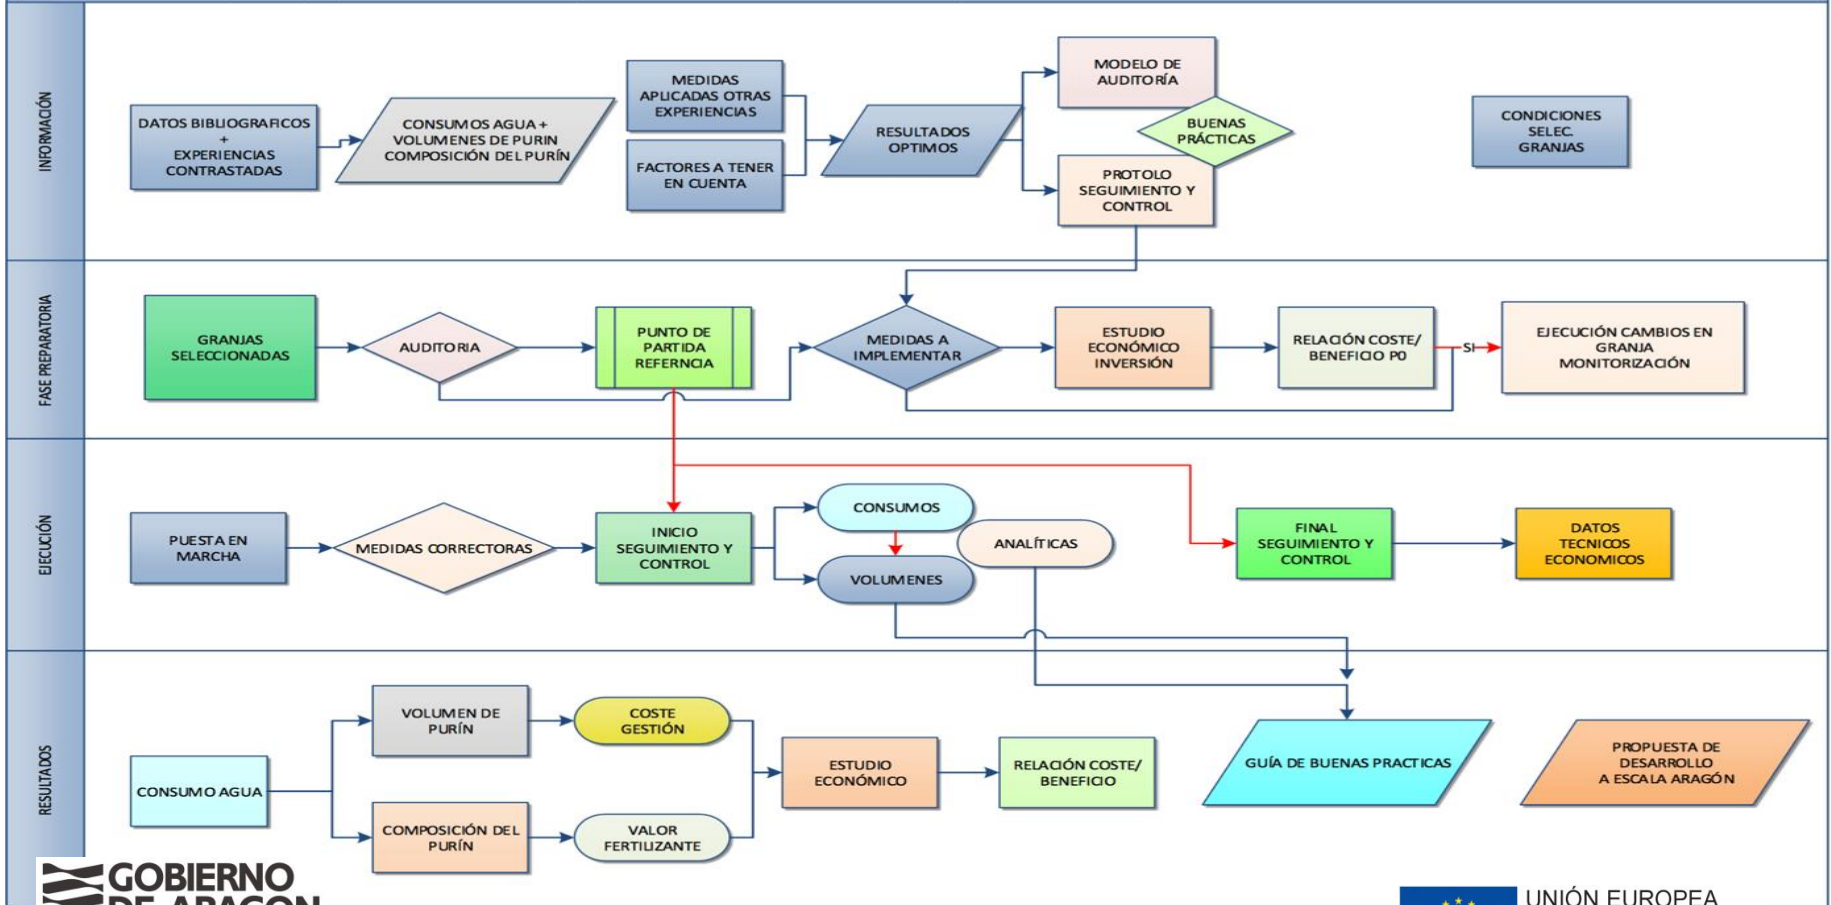 INFORMACIÓN
DATOS BIBLIOGRAFICOS
+
EXPERIENCIAS
CONTRASTADAS
CONSUMOS AGUA +
VOLUMENES DE PURIN
COMPOSICIÓN DEL PURÍN
MEDIDAS
APLICADAS OTRAS
EXPERIENCIAS
FACTORES A TENER
EN CUENTA
RESULTADOS
OPTIMOS
MODELO DE
AUDITORÍA
BUENAS
PRÁCTICAS
PROTOLO
SEGUIMIENTO Y
CONTROL
CONDICIONES
SELEC.
GRANJAS
FASE PREPARATORIA
GRANJAS
SELECCIONADAS
AUDITORIA
PUNTO DE
PARTIDA
REFERNCIA
MEDIDAS A
IMPLEMENTAR
ESTUDIO
ECONÓMICO
INVERSIÓN
RELACIÓN COSTE/
BENEFICIO P0
SI
EJECUCIÓN CAMBIOS EN
GRANJA
MONITORIZACIÓN
EJECUCIÓN
PUESTA EN
MARCHA
MEDIDAS CORRECTORAS
INICIO
SEGUIMIENTO Y
CONTROL
CONSUMOS
VOLUMENES
ANALÍTICAS
FINAL
SEGUIMIENTO Y
CONTROL
DATOS
TECNICOS
ECONOMICOS
RESULTADOS
CONSUMO AGUA
VOLUMEN DE
PURÍN
COMPOSICIÓN DEL
PURÍN
COSTE
GESTIÓN
VALOR
FERTILIZANTE
ESTUDIO
ECONÓMICO
RELACIÓN COSTE/
BENEFICIO
GUÍA DE BUENAS PRACTICAS
PROPUESTA DE
DESARROLLO
A ESCALA ARAGÓN
GOBIERNO
DE ARAGON
UNIÓN EUROPEA